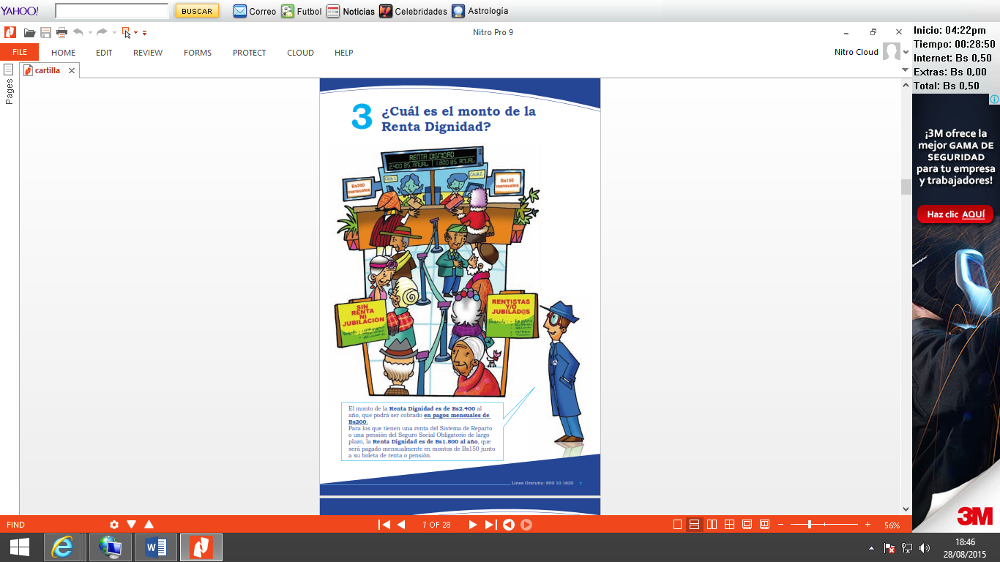 YAHOO!
BUSCAR
Correo
Futbol
Noticias
Celebridades
Astrología
Nitro Pro 9
Inicio: 04:22pm
Tiempo: 00:28:50
Internet: Bs 0,50
Extras: Bs 0,00
Total: Bs 0,50
FILE
HOME
EDIT
REVIEW
FORMS
PROTECT
CLOUD
HELP
Nitro Cloud
cartilla
Pages
3
¿Cuál es el monto de la
Renta Dignidad?
RENTA DIGNIDAD
2.400 BS. ANUAL | 1.800 BS. ANUAL
CAJA 1
CAJA 2
Bs200
mensuales
Bs150
mensuales
SIN
RENTA
NI
JUBILACION
RENTISTAS
Y/O
JUBILAD@S
El monto de la Renta Dignidad es de Bs2.400 al
año, que podrá ser cobrado en pagos mensuales de
Bs200.
Para los que tienen una renta del Sistema de Reparto
o una pensión del Seguro Social Obligatorio de largo
plazo, la Renta Dignidad es de Bs1.800 al año, que
será pagado mensualmente en montos de Bs150 junto
a su boleta de renta o pensión.
Línea Gratuita: 800 10 1620
7
¡3M ofrece la
mejor GAMA DE
SEGURIDAD
para tu empresa
y trabajadores!
Haz clic AQUÍ
3M
FIND
7 OF 28
56%
18:46
28/08/2015